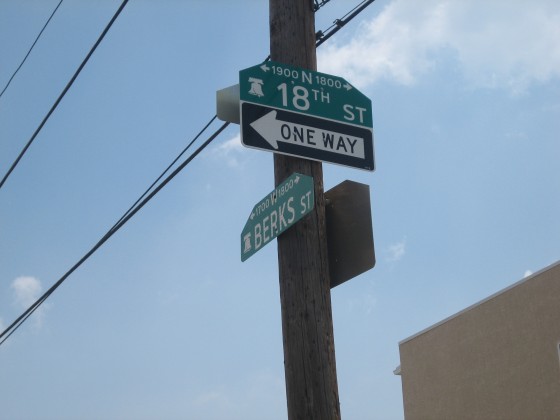 1900 N 1800
18TH ST
ONE WAY
1700 W 1800
BERKS ST